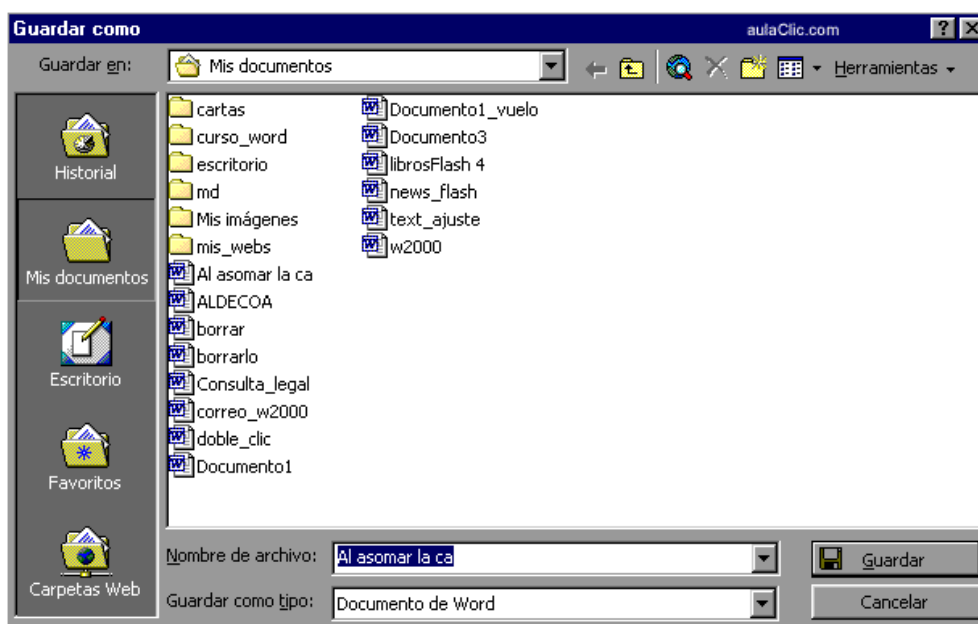 Guardar como
aulaClic.com
Guardar en:
Mis documentos
Herramientas
Historial
Mis documentos
Escritorio
Favoritos
Carpetas Web
cartas
curso_word
escritorio
md
Mis imágenes
mis_webs
Al asomar la ca
ALDECOA
borrar
borrarlo
Consulta_legal
correo_w2000
doble_clic
Documento1
Documento1_vuelo
Documento3
librosFlash 4
news_flash
text_ajuste
w2000
Nombre de archivo:
Al asomar la ca
Guardar
Guardar como tipo:
Documento de Word
Cancelar